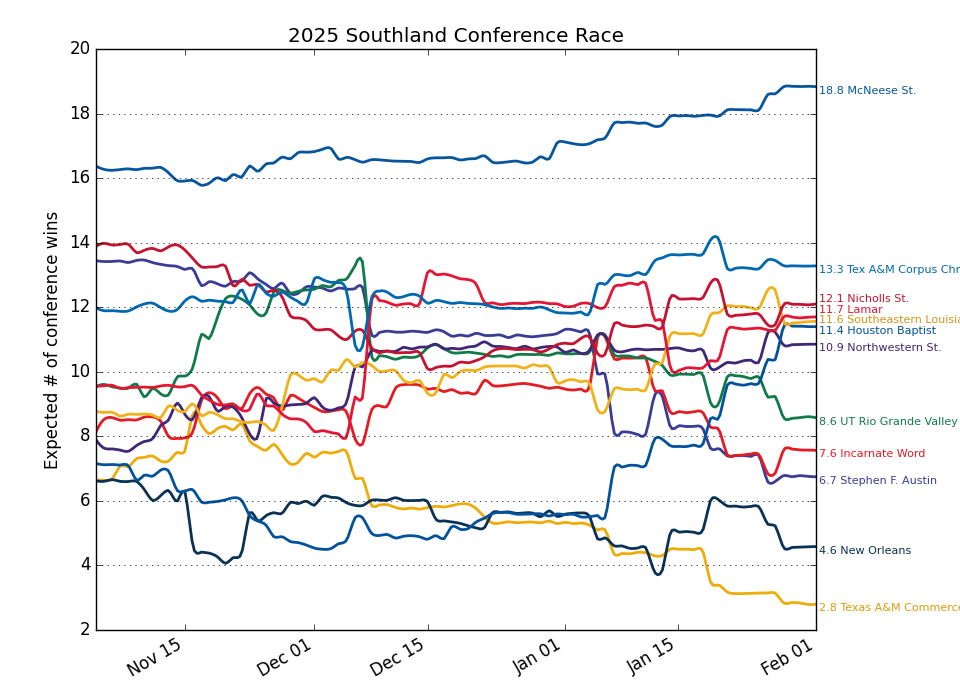 2025 Southland Conference Race
Expected # of conference wins
20
18
16
14
12
10
8
6
4
2
Nov 15
Dec 01
Dec 15
Jan 01
Jan 15
Feb 01
18.8 McNeese St.
13.3 Tex A&M Corpus Chr
12.1 Nicholls St.
11.7 Lamar
11.6 Southeastern Louisia
11.4 Houston Baptist
10.9 Northwestern St.
8.6 UT Rio Grande Valley
7.6 Incarnate Word
6.7 Stephen F. Austin
4.6 New Orleans
2.8 Texas A&M Commerce